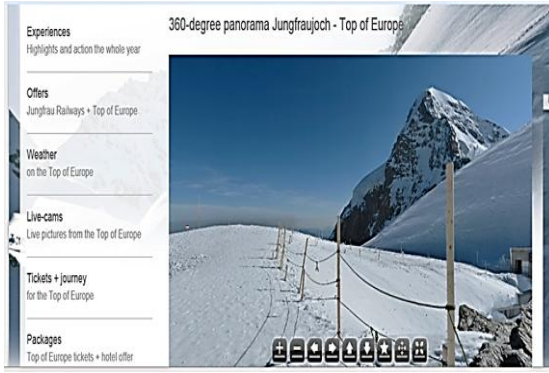 360-degree panorama Jungfraujoch - Top of Europe
Experiences
Highlights and action the whole year
Offers
Jungfrau Railways + Top of Europe
Weather
on the Top of Europe
Live-cams
Live pictures from the Top of Europe
Tickets + journey
for the Top of Europe
Packages
Top of Europe tickets + hotel offer